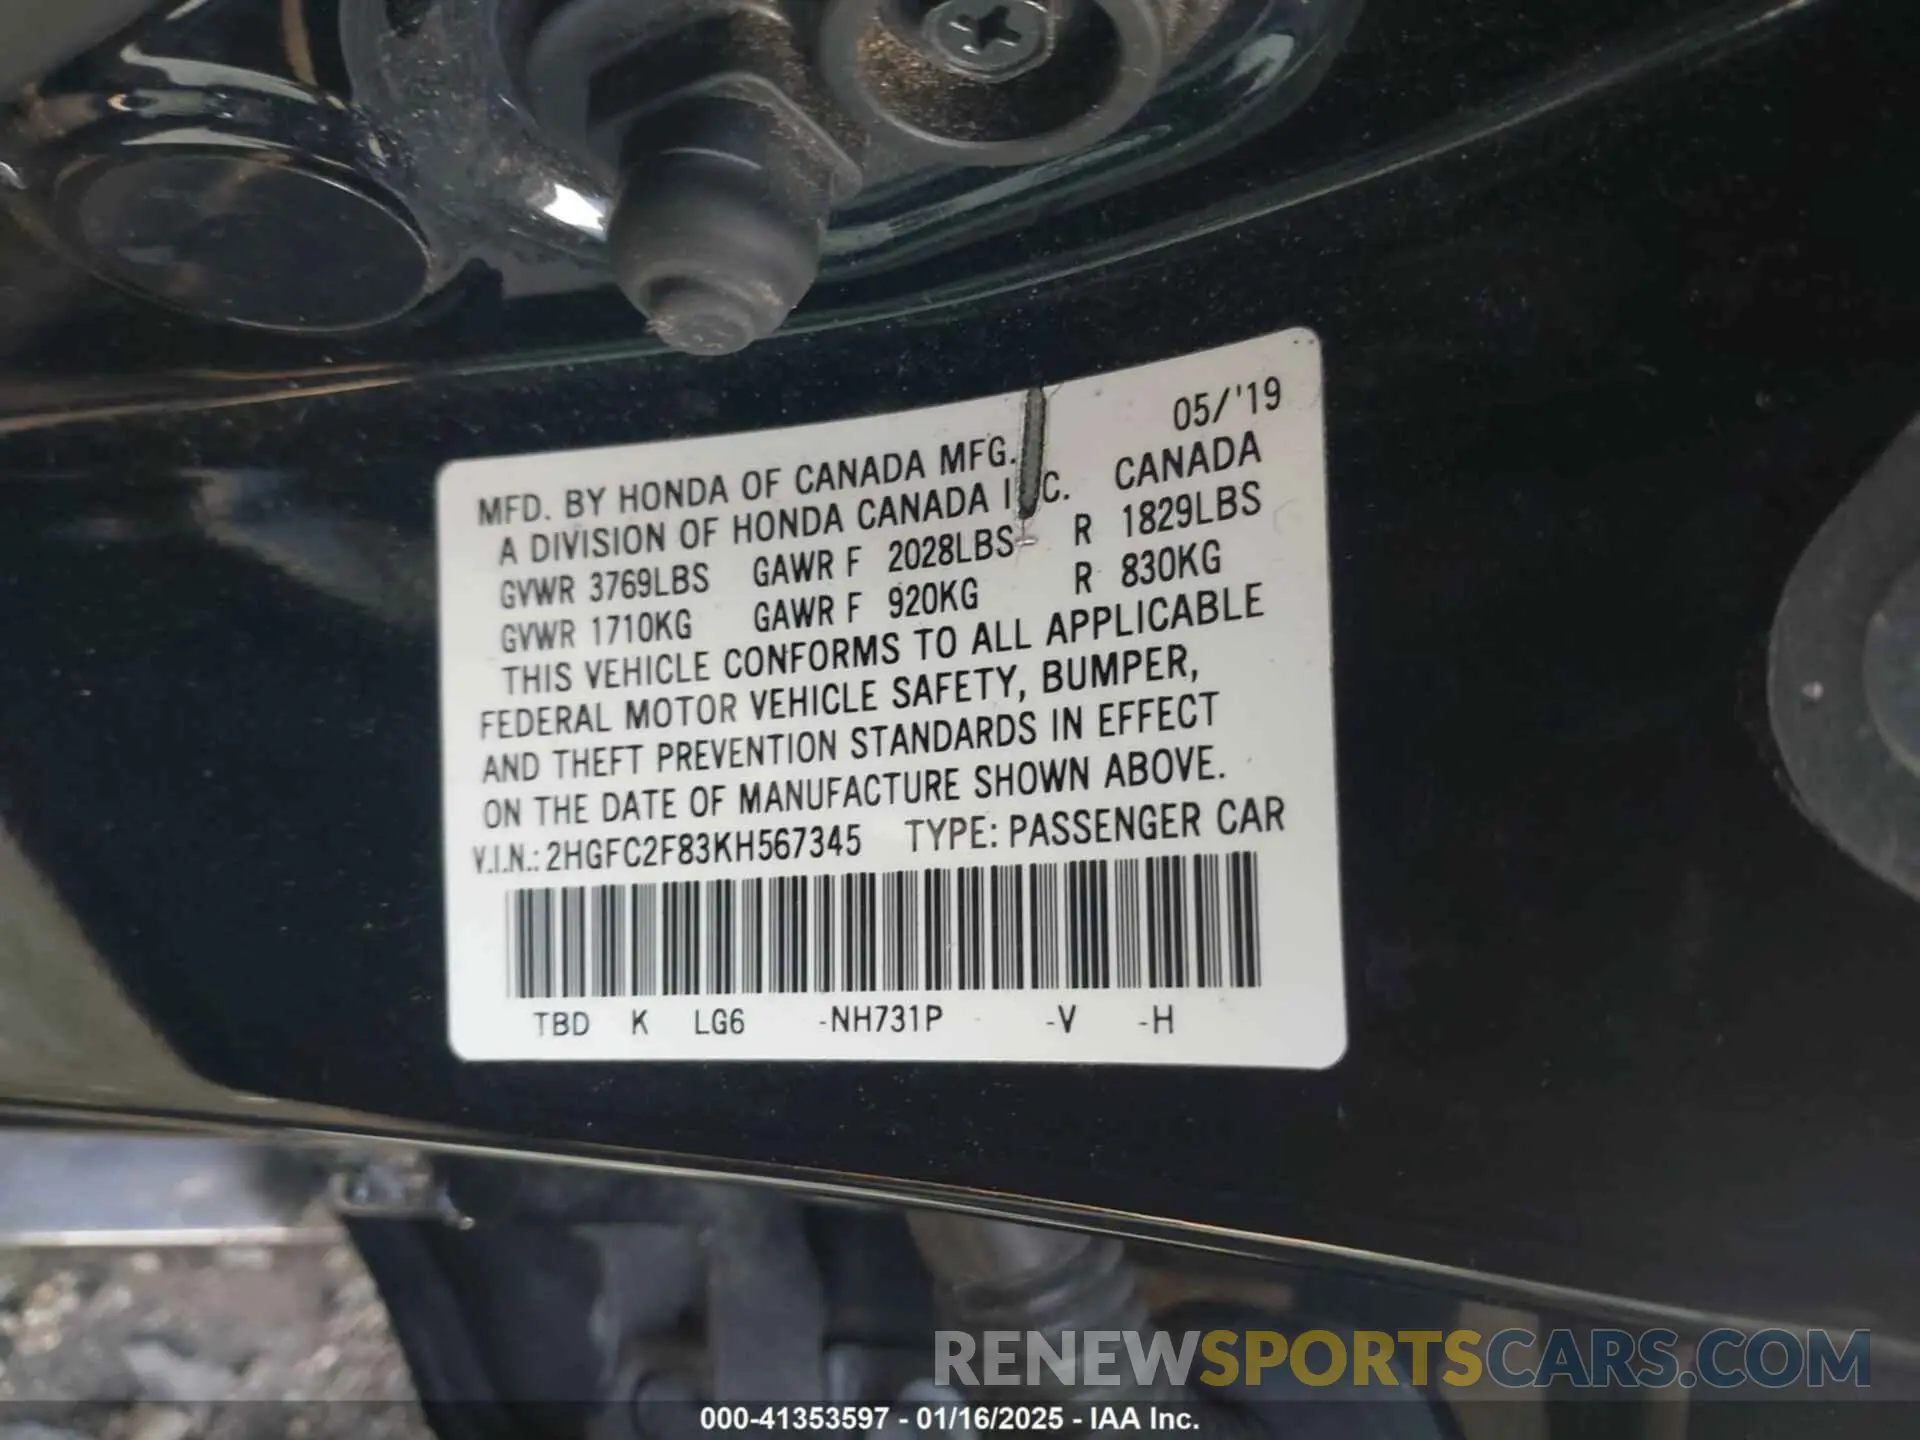 05/'19
MFD. BY HONDA OF CANADA MFG.
A DIVISION OF HONDA CANADA I C. CANADA
GVWR 3769LBS GAWR F 2028LBS R 1829LBS
GVWR 1710KG GAWR F 920KG R 830KG
THIS VEHICLE CONFORMS TO ALL APPLICABLE
FEDERAL MOTOR VEHICLE SAFETY, BUMPER,
AND THEFT PREVENTION STANDARDS IN EFFECT
ON THE DATE OF MANUFACTURE SHOWN ABOVE.
V.I.N.: 2HGFC2F83KH567345 TYPE: PASSENGER CAR
TBD K LG6 -NH731P -V -H
RENEWSPORTSCARS.COM
000-41353597 - 01/16/2025 - IAA Inc.